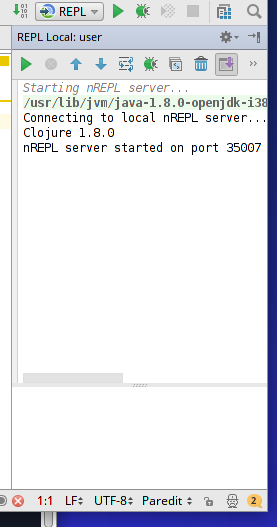 REPL
REPL Local: user
Starting nREPL server...
/usr/lib/jvm/java-1.8.0-openjdk-i38
Connecting to local nREPL server...
Clojure 1.8.0
nREPL server started on port 35007
1:1 LF UTF-8 Paredit 2